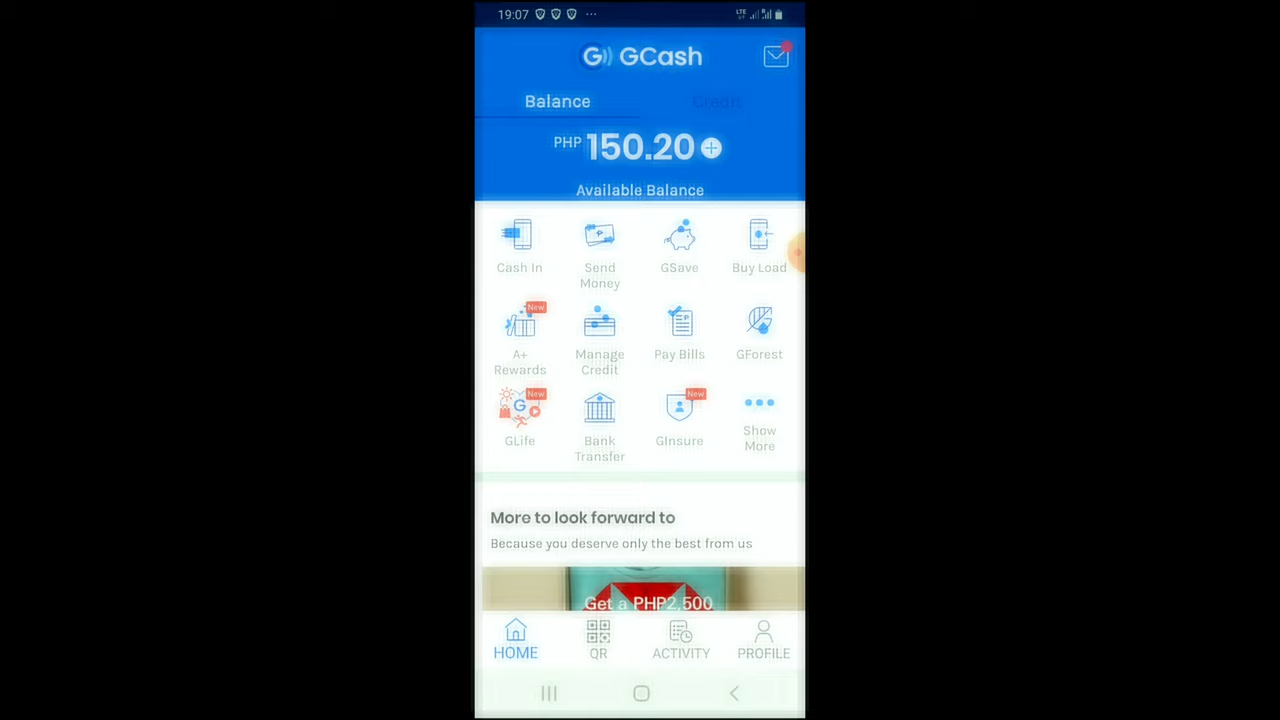 19:07
LTE
GCash
Balance
Credit
PHP 150.20
Available Balance
Cash In
Send Money
GSave
Buy Load
New
A+ Rewards
Manage Credit
Pay Bills
GForest
New
G
GLife
Bank Transfer
New
GInsure
Show More
More to look forward to
Because you deserve only the best from us
Get a PHP2,500
HOME
QR
ACTIVITY
PROFILE